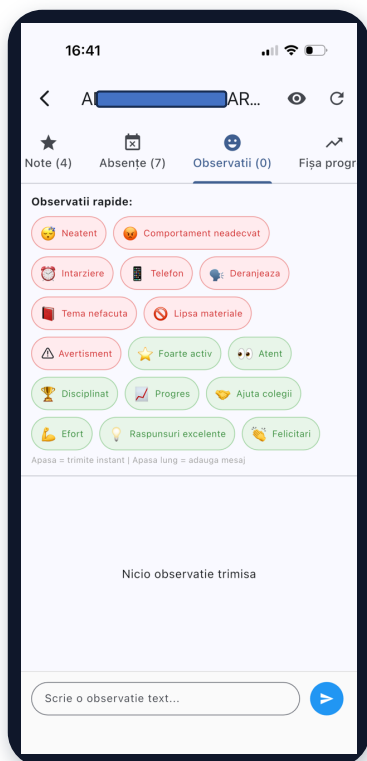 16:41
AR...
Note (4) Absențe (7) Observatii (0) Fișa progr
Observatii rapide:
Neatent Comportament neadecvat
Intarziere Telefon Deranjeaza
Tema nefacuta Lipsa materiale
Avertisment Foarte activ Atent
Disciplinat Progres Ajuta colegii
Efort Raspunsuri excelente Felicitari
Apasa = trimite instant | Apasa lung = adauga mesaj
Nicio observatie trimisa
Scrie o observatie text...